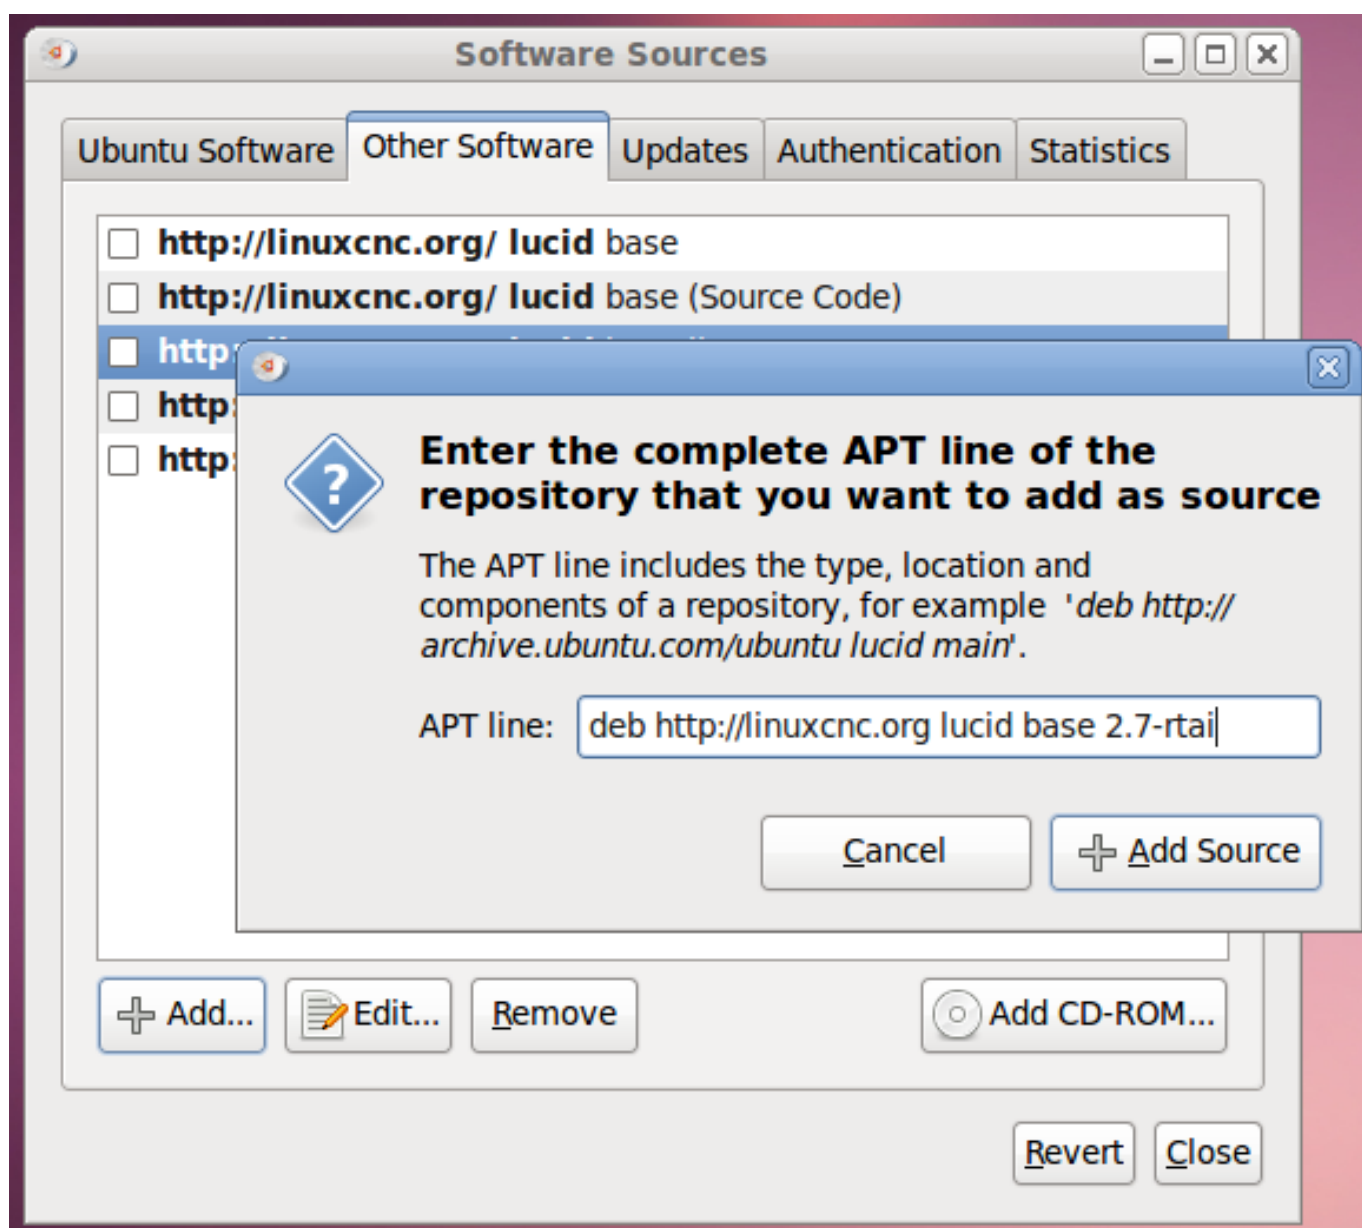 Software Sources
Ubuntu Software Other Software Updates Authentication Statistics
http://linuxcnc.org/ lucid base
http://linuxcnc.org/ lucid base (Source Code)
http:
http:
http:
?
Enter the complete APT line of the
repository that you want to add as source
The APT line includes the type, location and
components of a repository, for example 'deb http://
archive.ubuntu.com/ubuntu lucid main'.
APT line: deb http://linuxcnc.org lucid base 2.7-rtai
Cancel Add Source
Add... Edit... Remove Add CD-ROM...
Revert Close